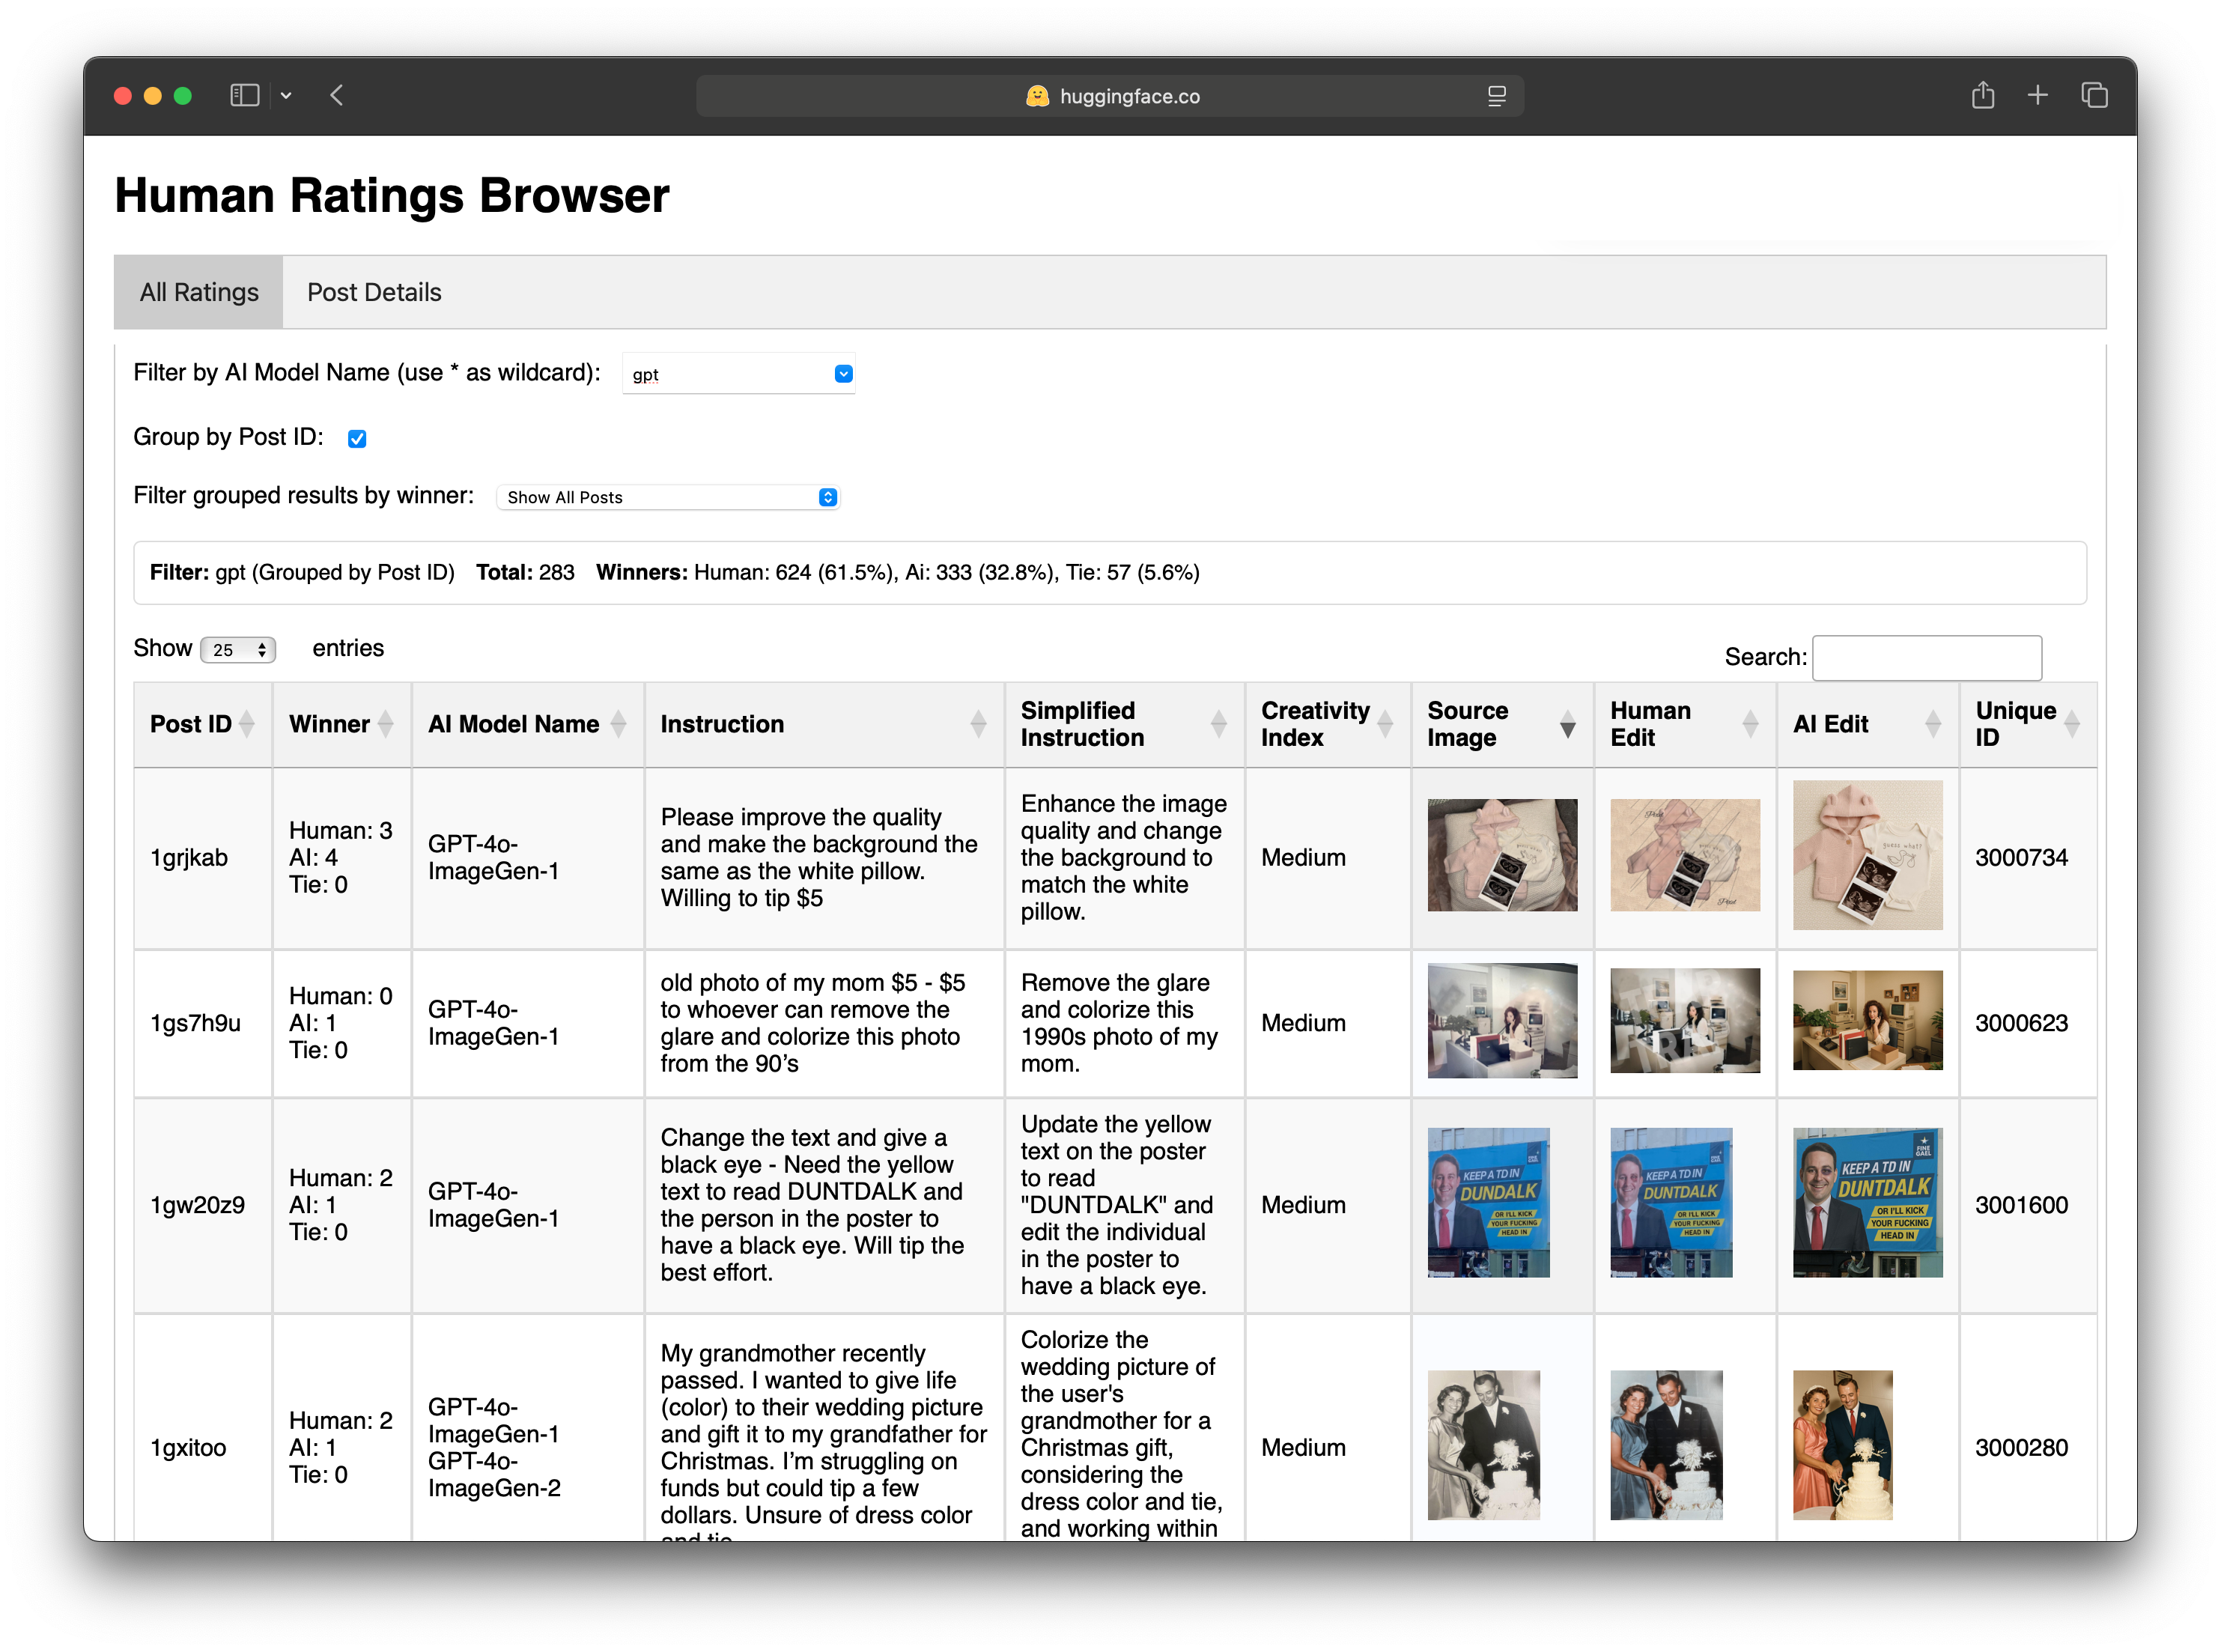 huggingface.co
Human Ratings Browser
All Ratings
Post Details
Filter by AI Model Name (use * as wildcard):
gpt
Group by Post ID:
Filter grouped results by winner:
Show All Posts
Filter: gpt (Grouped by Post ID) Total: 283 Winners: Human: 624 (61.5%), Ai: 333 (32.8%), Tie: 57 (5.6%)
Show 25 entries
Search:
Post ID
Winner
AI Model Name
Instruction
Simplified
Instruction
Creativity
Index
Source
Image
Human
Edit
AI Edit
Unique
ID
1grjkab
Human: 3
AI: 4
Tie: 0
GPT-4o-
ImageGen-1
Please improve the quality
and make the background the
same as the white pillow.
Willing to tip $5
Enhance the image
quality and change
the background to
match the white
pillow.
Medium
guess what?
3000734
1gs7h9u
Human: 0
AI: 1
Tie: 0
GPT-4o-
ImageGen-1
old photo of my mom $5 - $5
to whoever can remove the
glare and colorize this photo
from the 90’s
Remove the glare
and colorize this
1990s photo of my
mom.
Medium
3000623
1gw20z9
Human: 2
AI: 1
Tie: 0
GPT-4o-
ImageGen-1
Change the text and give a
black eye - Need the yellow
text to read DUNTDALK and
the person in the poster to
have a black eye. Will tip the
best effort.
Update the yellow
text on the poster
to read
"DUNTDALK" and
edit the individual
in the poster to
have a black eye.
Medium
KEEP A TD IN
DUNDALK
OR I'LL KICK
YOUR FUCKING
HEAD IN
KEEP A TD IN
DUNTDALK
OR I'LL KICK
YOUR FUCKING
HEAD IN
FINE
GAEL
KEEP A TD IN
DUNTDALK
OR I'LL KICK
YOUR FUCKING
HEAD IN
3001600
1gxitoo
Human: 2
AI: 1
Tie: 0
GPT-4o-
ImageGen-1
GPT-4o-
ImageGen-2
My grandmother recently
passed. I wanted to give life
(color) to their wedding picture
and gift it to my grandfather for
Christmas. I’m struggling on
funds but could tip a few
dollars. Unsure of dress color
and tie
Colorize the
wedding picture of
the user's
grandmother for a
Christmas gift,
considering the
dress color and tie,
and working within
Medium
3000280